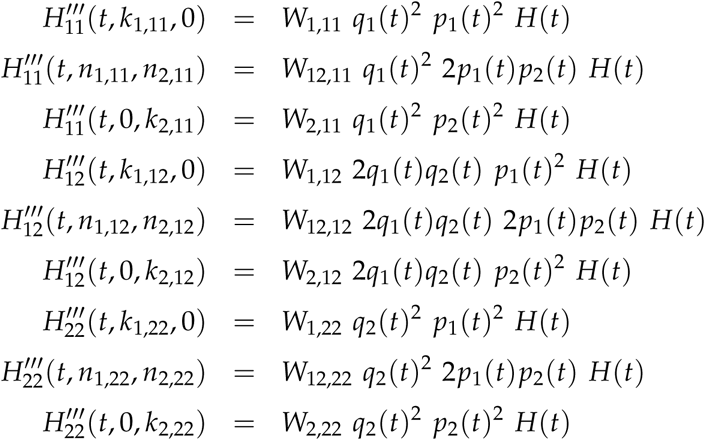 H‴₁₁(t, k₁,₁₁, 0) = W₁,₁₁ q₁(t)² p₁(t)² H(t)
H‴₁₁(t, n₁,₁₁, n₂,₁₁) = W₁₂,₁₁ q₁(t)² 2p₁(t)p₂(t) H(t)
H‴₁₁(t, 0, k₂,₁₁) = W₂,₁₁ q₁(t)² p₂(t)² H(t)
H‴₁₂(t, k₁,₁₂, 0) = W₁,₁₂ 2q₁(t)q₂(t) p₁(t)² H(t)
H‴₁₂(t, n₁,₁₂, n₂,₁₂) = W₁₂,₁₂ 2q₁(t)q₂(t) 2p₁(t)p₂(t) H(t)
H‴₁₂(t, 0, k₂,₁₂) = W₂,₁₂ 2q₁(t)q₂(t) p₂(t)² H(t)
H‴₂₂(t, k₁,₂₂, 0) = W₁,₂₂ q₂(t)² p₁(t)² H(t)
H‴₂₂(t, n₁,₂₂, n₂,₂₂) = W₁₂,₂₂ q₂(t)² 2p₁(t)p₂(t) H(t)
H‴₂₂(t, 0, k₂,₂₂) = W₂,₂₂ q₂(t)² p₂(t)² H(t)